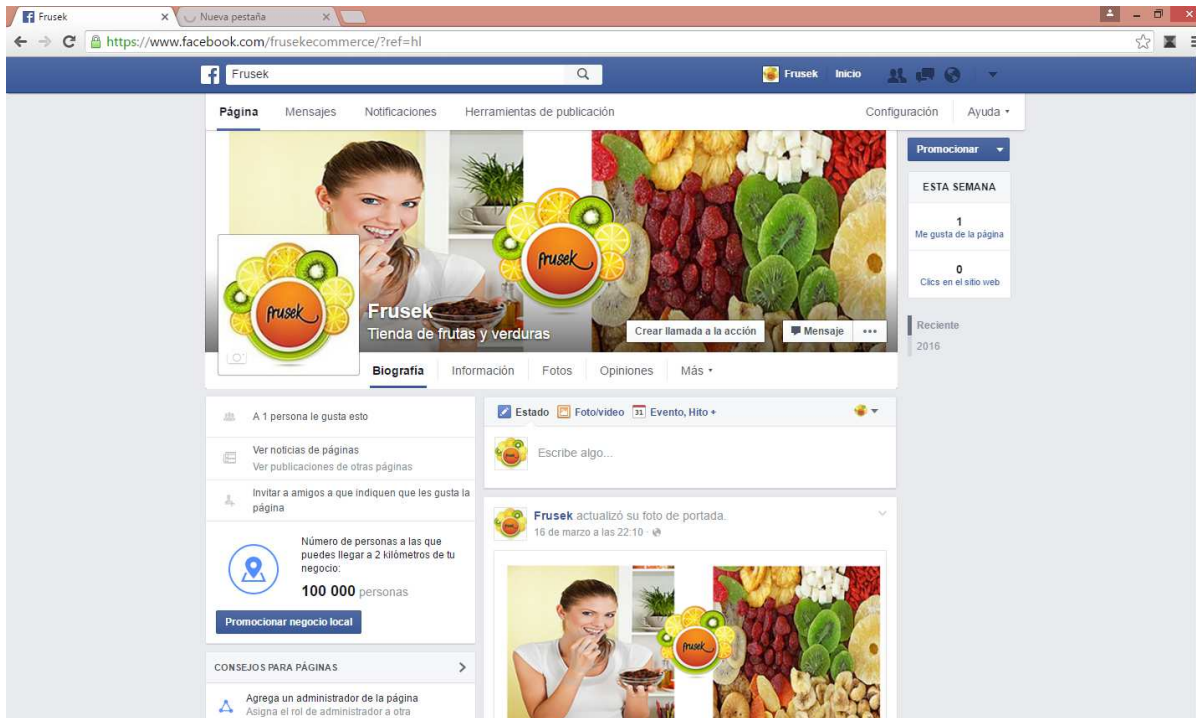 Frusek
Nueva pestaña
https://www.facebook.com/frusekecommerce/?ref=hl
Frusek
Frusek Inicio
Página Mensajes Notificaciones Herramientas de publicación Configuración Ayuda
Promocionar
ESTA SEMANA
1
Me gusta de la página
0
Clics en el sitio web
Reciente
2016
frusek
frusek
Frusek
Tienda de frutas y verduras
Crear llamada a la acción Mensaje
Biografía Información Fotos Opiniones Más
A 1 persona le gusta esto
Ver noticias de páginas
Ver publicaciones de otras páginas
Invitar a amigos a que indiquen que les gusta la
página
Número de personas a las que
puedes llegar a 2 kilómetros de tu
negocio:
100 000 personas
Promocionar negocio local
CONSEJOS PARA PÁGINAS
Agrega un administrador de la página
Asigna el rol de administrador a otra
Estado Foto/video 31 Evento, Hito +
Escribe algo...
Frusek actualizó su foto de portada.
16 de marzo a las 22:10 ·
frusek